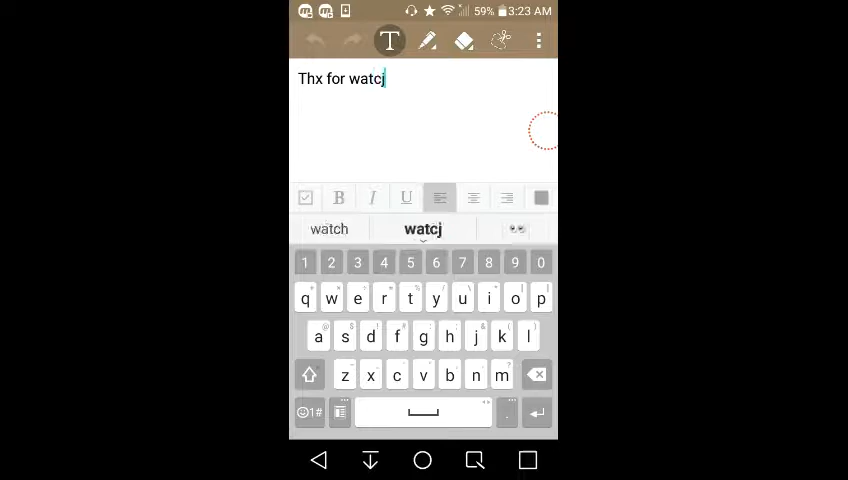 59% 3:23 AM
T
Thx for watcj
B I U
watch watcj
1 2 3 4 5 6 7 8 9 0
q w e r t y u i o p
a s d f g h j k l
z x c v b n m
1# .